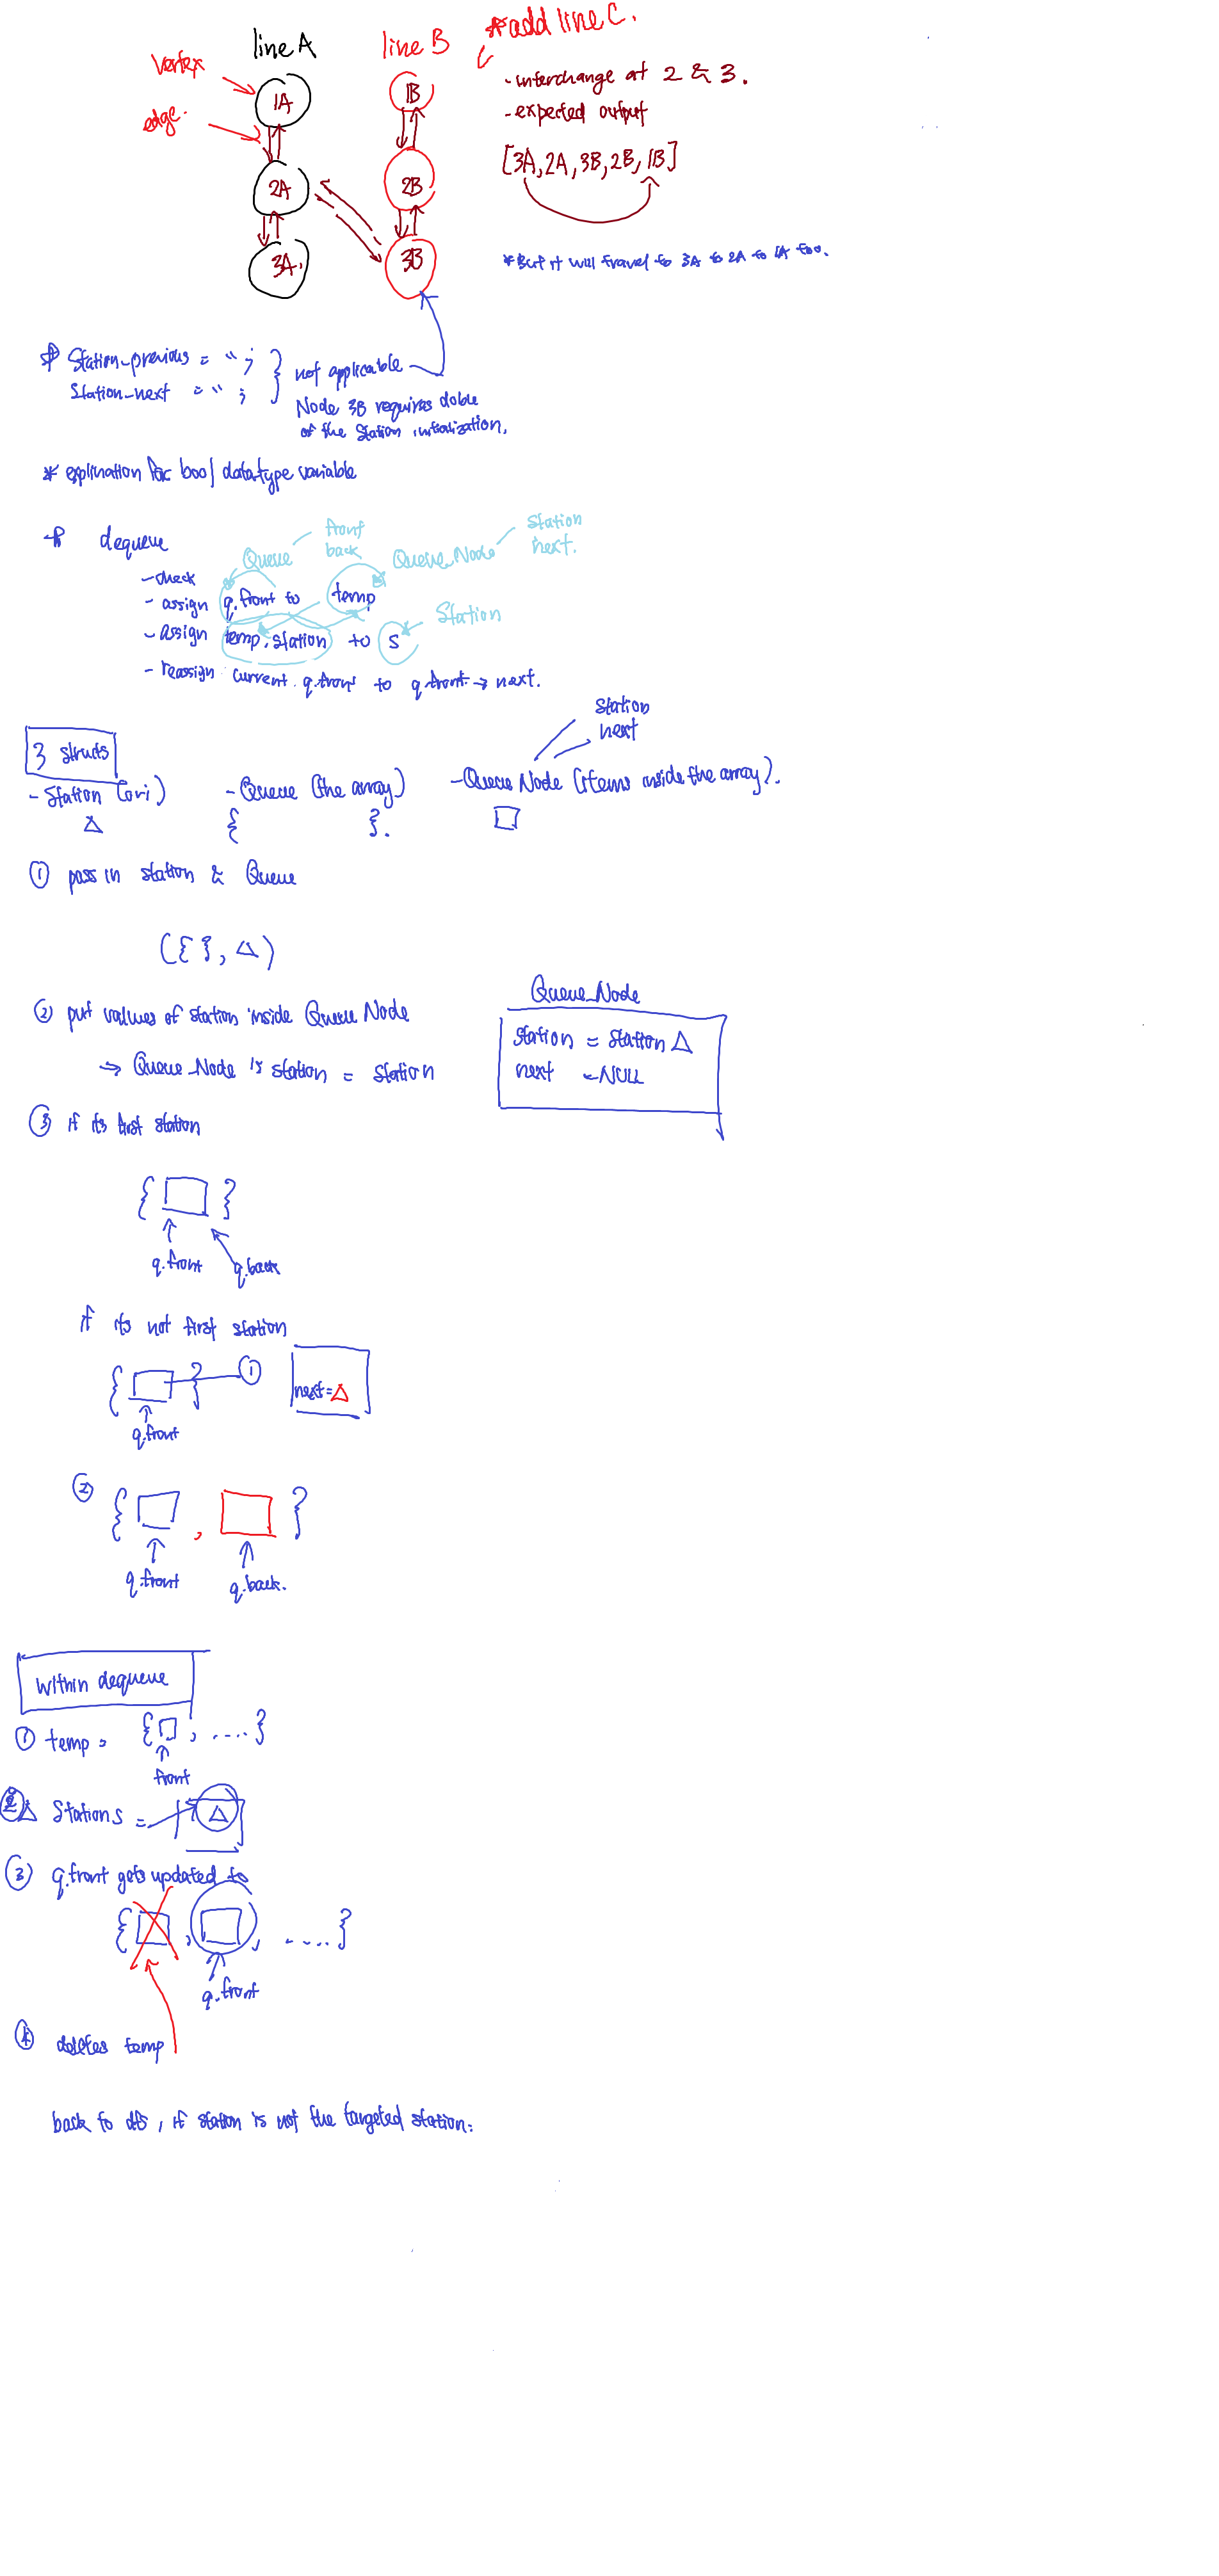 line A
line B
*add line C.
vertex
edge.
1A
2A
3A.
1B
2B
3B
-interchange at 2 & 3.
-expected output
[3A,2A,3B,2B,1B]
*But it will travel to 3A to 2A to 1A too.
* Station_previous = " ;
Station_next = " ;
not applicable
Node 3B requires doble
of the Station initialization.
* explination for bool datatype variable
* dequeue
Queue
front
back
Queue_Node
Station
next.
-check
- assign q.front to temp
- assign temp.station to s
Station
- reassign current q.front to q.front → next.
3 structs
- Station (ori)
- Queue (the array)
{ }.
- Queue Node (items inside the array).
Station
next
① pass in station & Queue
({ }, △)
② put values of station inside Queue Node
→ Queue_Node is station = station
Queue_Node
station = station △
next = NULL
③ if its first station
{ }
q.front
q.back
if its not first station
{ } ①
next=△
q.front
②
{ , }
q.front
q.back.
within dequeue
① temp = { , ....}
front
② △ Station s = △
③ q.front gets updated to
{ , , .....}
q.front
④ deletes temp
back to dfs, if station is not the targeted station.